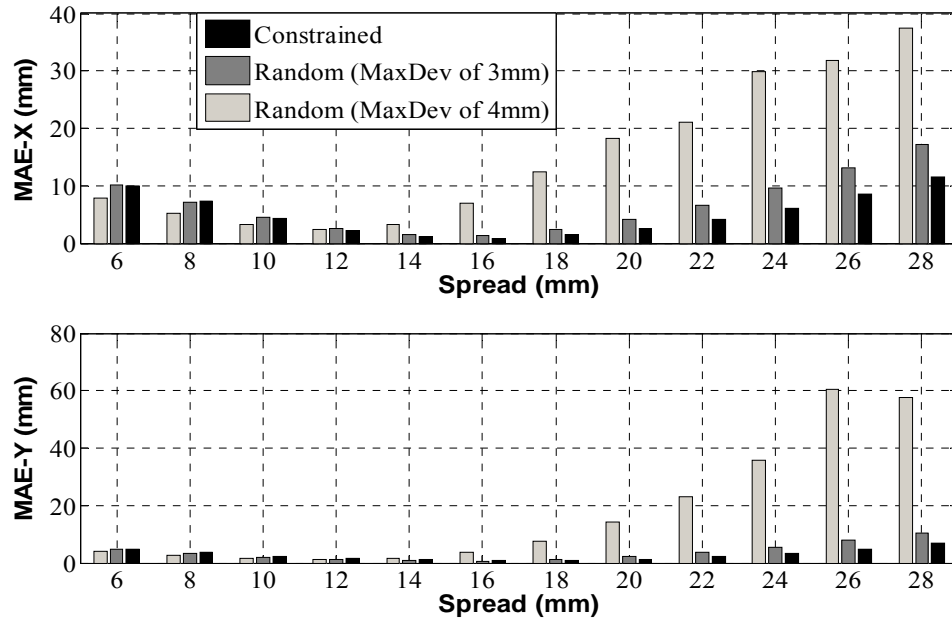 40
30
20
10
0
MAE-X (mm)
Constrained
Random (MaxDev of 3mm)
Random (MaxDev of 4mm)
6 8 10 12 14 16 18 20 22 24 26 28
Spread (mm)
80
60
40
20
0
MAE-Y (mm)
6 8 10 12 14 16 18 20 22 24 26 28
Spread (mm)